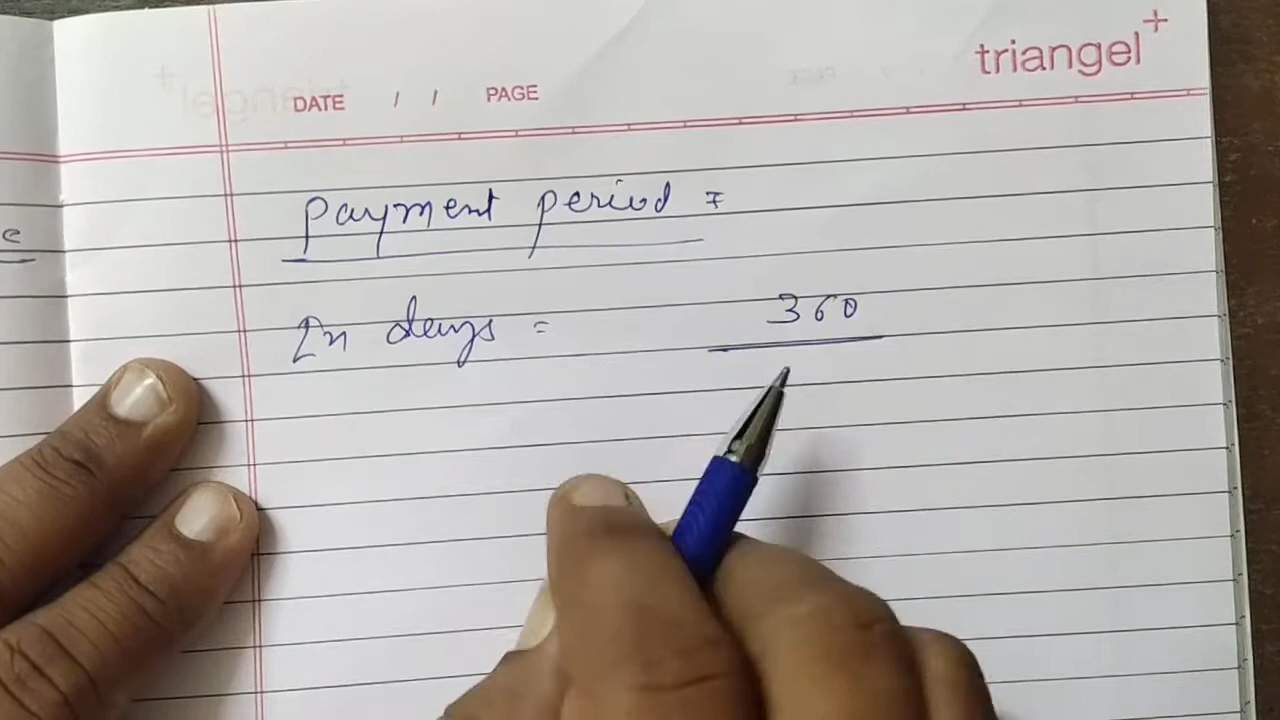 triangel+
DATE / / PAGE
Payment period =
In days =
360
e